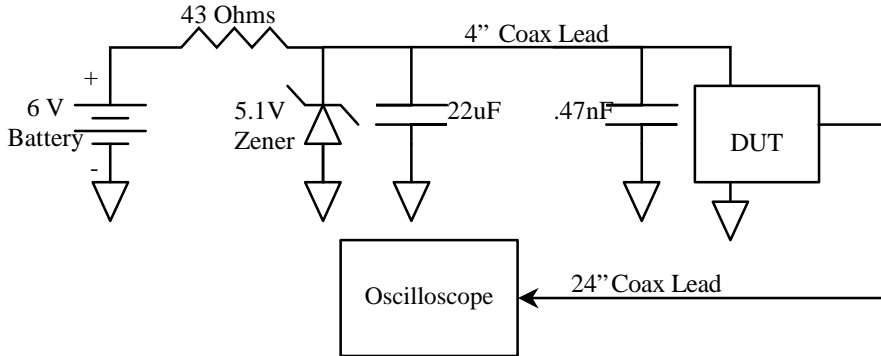 43 Ohms
4” Coax Lead
+
6 V
Battery
-
5.1V
Zener
22uF
.47nF
DUT
Oscilloscope
24” Coax Lead